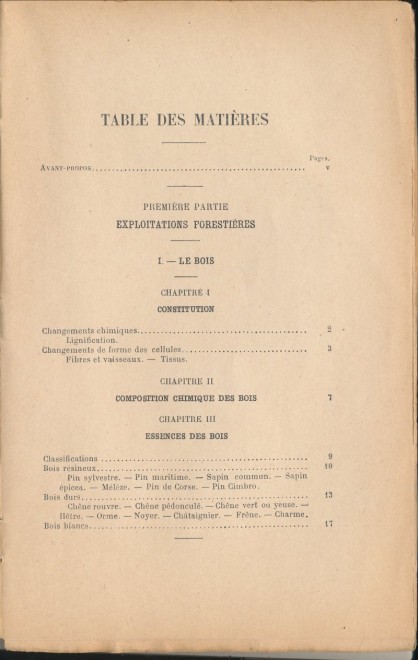 TABLE DES MATIÈRES
Pages.
AVANT-PROPOS........................ v
PREMIÈRE PARTIE
EXPLOITATIONS FORESTIÈRES
I. — LE BOIS
CHAPITRE I
CONSTITUTION
Changements chimiques........................ 2
Lignification.
Changements de forme des cellules........................ 3
Fibres et vaisseaux. — Tissus.
CHAPITRE II
COMPOSITION CHIMIQUE DES BOIS 7
CHAPITRE III
ESSENCES DES BOIS
Classifications ........................ 9
Bois résineux........................ 10
Pin sylvestre. — Pin maritime. — Sapin commun. — Sapin
épicea. — Mélèze. — Pin de Corse. — Pin Cimbro.
Bois durs........................ 13
Chêne rouvre. — Chêne pédonculé. — Chêne vert ou yeuse. —
Hêtre. — Orme. — Noyer. — Châtaignier. — Frêne. — Charme.
Bois blancs........................ 17